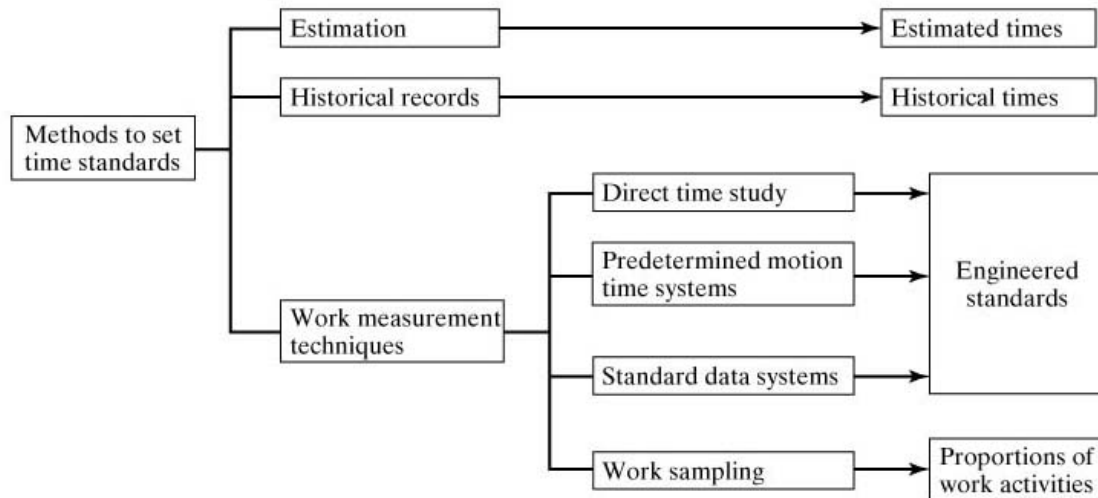 Estimation
Estimated times
Historical records
Historical times
Methods to set
time standards
Direct time study
Predetermined motion
time systems
Engineered
standards
Work measurement
techniques
Standard data systems
Work sampling
Proportions of
work activities